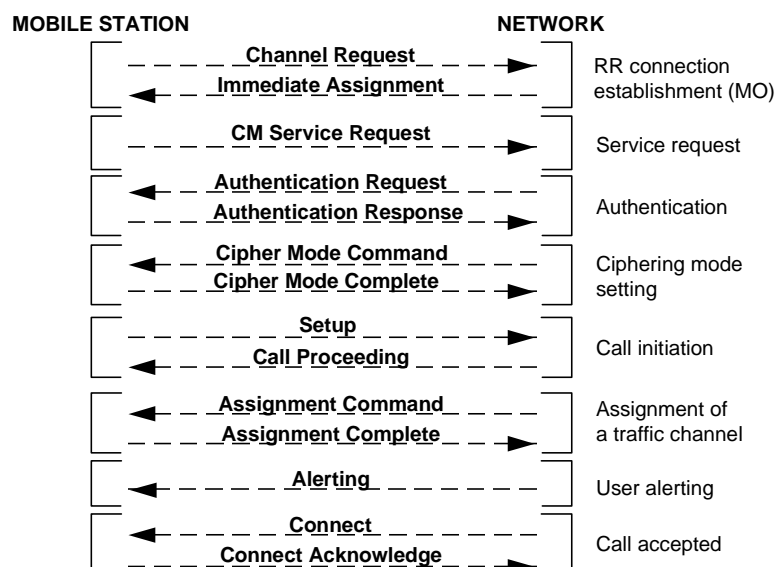 MOBILE STATION NETWORK
Channel Request
Immediate Assignment
RR connection
establishment (MO)
CM Service Request
Service request
Authentication Request
Authentication Response
Authentication
Cipher Mode Command
Cipher Mode Complete
Ciphering mode
setting
Setup
Call Proceeding
Call initiation
Assignment Command
Assignment Complete
Assignment of
a traffic channel
Alerting
User alerting
Connect
Connect Acknowledge
Call accepted